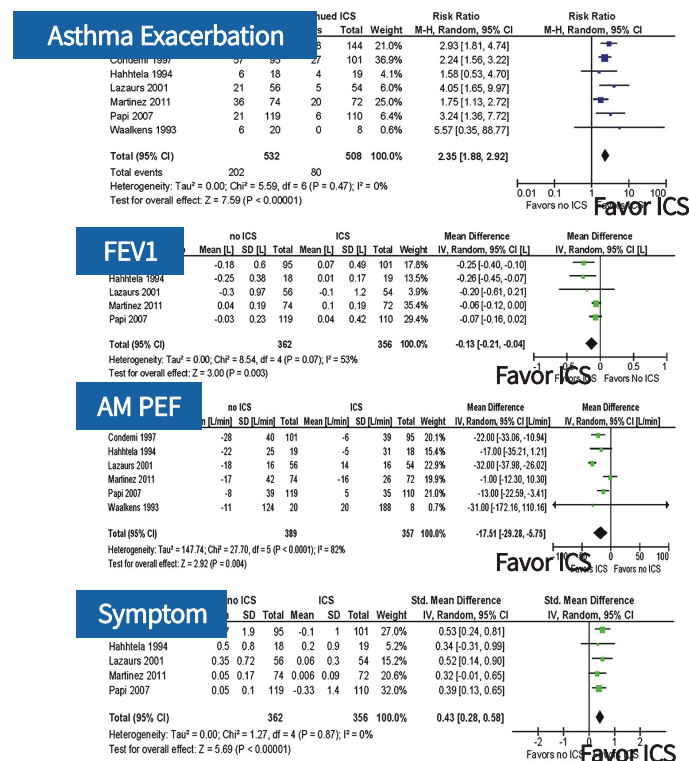 Asthma Exacerbation
nued ICS Risk Ratio Risk Ratio
Total Weight M-H, Random, 95% CI M-H, Random, 95% CI
144 21.0% 2.93 [1.81, 4.74]
Condemi 1997 57 95 27 101 36.9% 2.24 [1.56, 3.22]
Hahhtela 1994 6 18 4 19 4.1% 1.58 [0.53, 4.70]
Lazaurs 2001 21 56 5 54 6.0% 4.05 [1.65, 9.97]
Martinez 2011 36 74 20 72 25.0% 1.75 [1.13, 2.72]
Papi 2007 21 119 6 110 6.4% 3.24 [1.36, 7.72]
Waalkens 1993 6 20 0 8 0.6% 5.57 [0.35, 88.77]
Total (95% CI) 532 508 100.0% 2.35 [1.88, 2.92]
Total events 202 80
Heterogeneity: Tau² = 0.00; Chi² = 5.59, df = 6 (P = 0.47); I² = 0%
Test for overall effect: Z = 7.59 (P < 0.00001)
0.01 0.1 1 10 100
Favors no ICS Favor ICS
FEV1
no ICS ICS Mean Difference Mean Difference
Mean [L] SD [L] Total Mean [L] SD [L] Total Weight IV, Random, 95% CI [L] IV, Random, 95% CI [L]
-0.18 0.6 95 0.07 0.49 101 17.8% -0.25 [-0.40, -0.10]
Hahhtela 1994 -0.25 0.38 18 0.01 0.17 19 12.5% -0.26 [-0.45, -0.07]
Lazaurs 2001 -0.3 0.97 56 -0.1 1.2 54 3.9% -0.20 [-0.61, 0.21]
Martinez 2011 0.04 0.19 74 0.1 0.19 72 36.4% -0.06 [-0.12, 0.00]
Papi 2007 -0.03 0.23 119 0.04 0.42 110 29.4% -0.07 [-0.16, 0.02]
Total (95% CI) 362 356 100.0% -0.13 [-0.21, -0.04]
Heterogeneity: Tau² = 0.00; Chi² = 8.54, df = 4 (P = 0.07); I² = 53%
Test for overall effect: Z = 3.00 (P = 0.003)
-1 -0.5 0 0.5 1
Favor ICS Favors ICS Favors No ICS
AM PEF
no ICS ICS Mean Difference Mean Difference
[L/min] SD [L/min] Total Mean [L/min] SD [L/min] Total Weight IV, Random, 95% CI [L/min] IV, Random, 95% CI [L/min]
Condemi 1997 -28 40 101 -6 39 95 20.1% -22.00 [-33.06, -10.94]
Hahhtela 1994 -22 25 19 -5 31 18 15.4% -17.00 [-35.21, 1.21]
Lazaurs 2001 -18 16 56 14 16 54 22.9% -32.00 [-37.98, -26.02]
Martinez 2011 -17 42 74 -16 26 72 19.9% -1.00 [-12.30, 10.30]
Papi 2007 -8 39 119 5 35 110 21.0% -13.00 [-22.59, -3.41]
Waalkens 1993 -11 124 20 20 188 8 0.7% -31.00 [-172.16, 110.16]
Total (95% CI) 389 357 100.0% -17.51 [-29.28, -5.75]
Heterogeneity: Tau² = 147.74; Chi² = 27.70, df = 5 (P < 0.0001); I² = 82%
Test for overall effect: Z = 2.92 (P = 0.004)
0 50 100
Favor ICS Favors ICS Favors no ICS
Symptom
no ICS ICS Std. Mean Difference Std. Mean Difference
SD Total Mean SD Total Weight IV, Random, 95% CI IV, Random, 95% CI
1.9 95 -0.1 1 101 27.0% 0.53 [0.24, 0.81]
Hahhtela 1994 0.5 0.8 18 0.2 0.9 19 5.2% 0.34 [-0.31, 0.99]
Lazaurs 2001 0.35 0.72 56 0.06 0.3 54 15.2% 0.52 [0.14, 0.90]
Martinez 2011 0.05 0.17 74 0.006 0.09 72 20.6% 0.32 [-0.01, 0.65]
Papi 2007 0.05 0.1 119 -0.33 1.4 110 32.0% 0.39 [0.13, 0.65]
Total (95% CI) 362 356 100.0% 0.43 [0.28, 0.58]
Heterogeneity: Tau² = 0.00; Chi² = 1.27, df = 4 (P = 0.87); I² = 0%
Test for overall effect: Z = 5.69 (P < 0.00001)
-2 -1 0 1 2
Favors no ICS Favor ICS